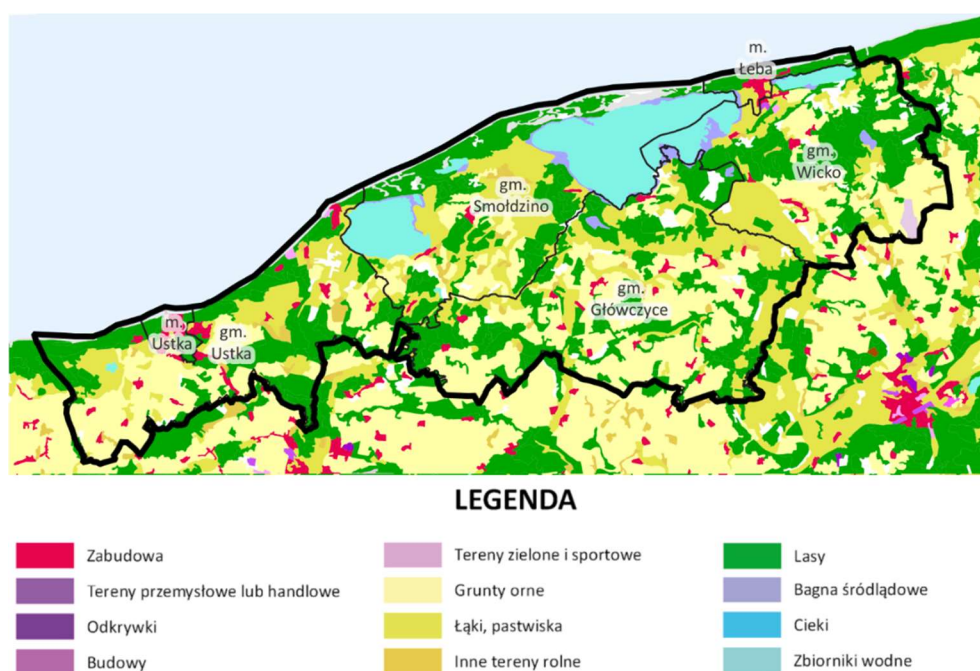 m.
Łeba
gm.
Wicko
gm.
Smołdzino
gm.
Główczyce
m.
Ustka
gm.
Ustka
LEGENDA
Zabudowa
Tereny przemysłowe lub handlowe
Odkrywki
Budowy
Tereny zielone i sportowe
Grunty orne
Łąki, pastwiska
Inne tereny rolne
Lasy
Bagna śródlądowe
Cieki
Zbiorniki wodne